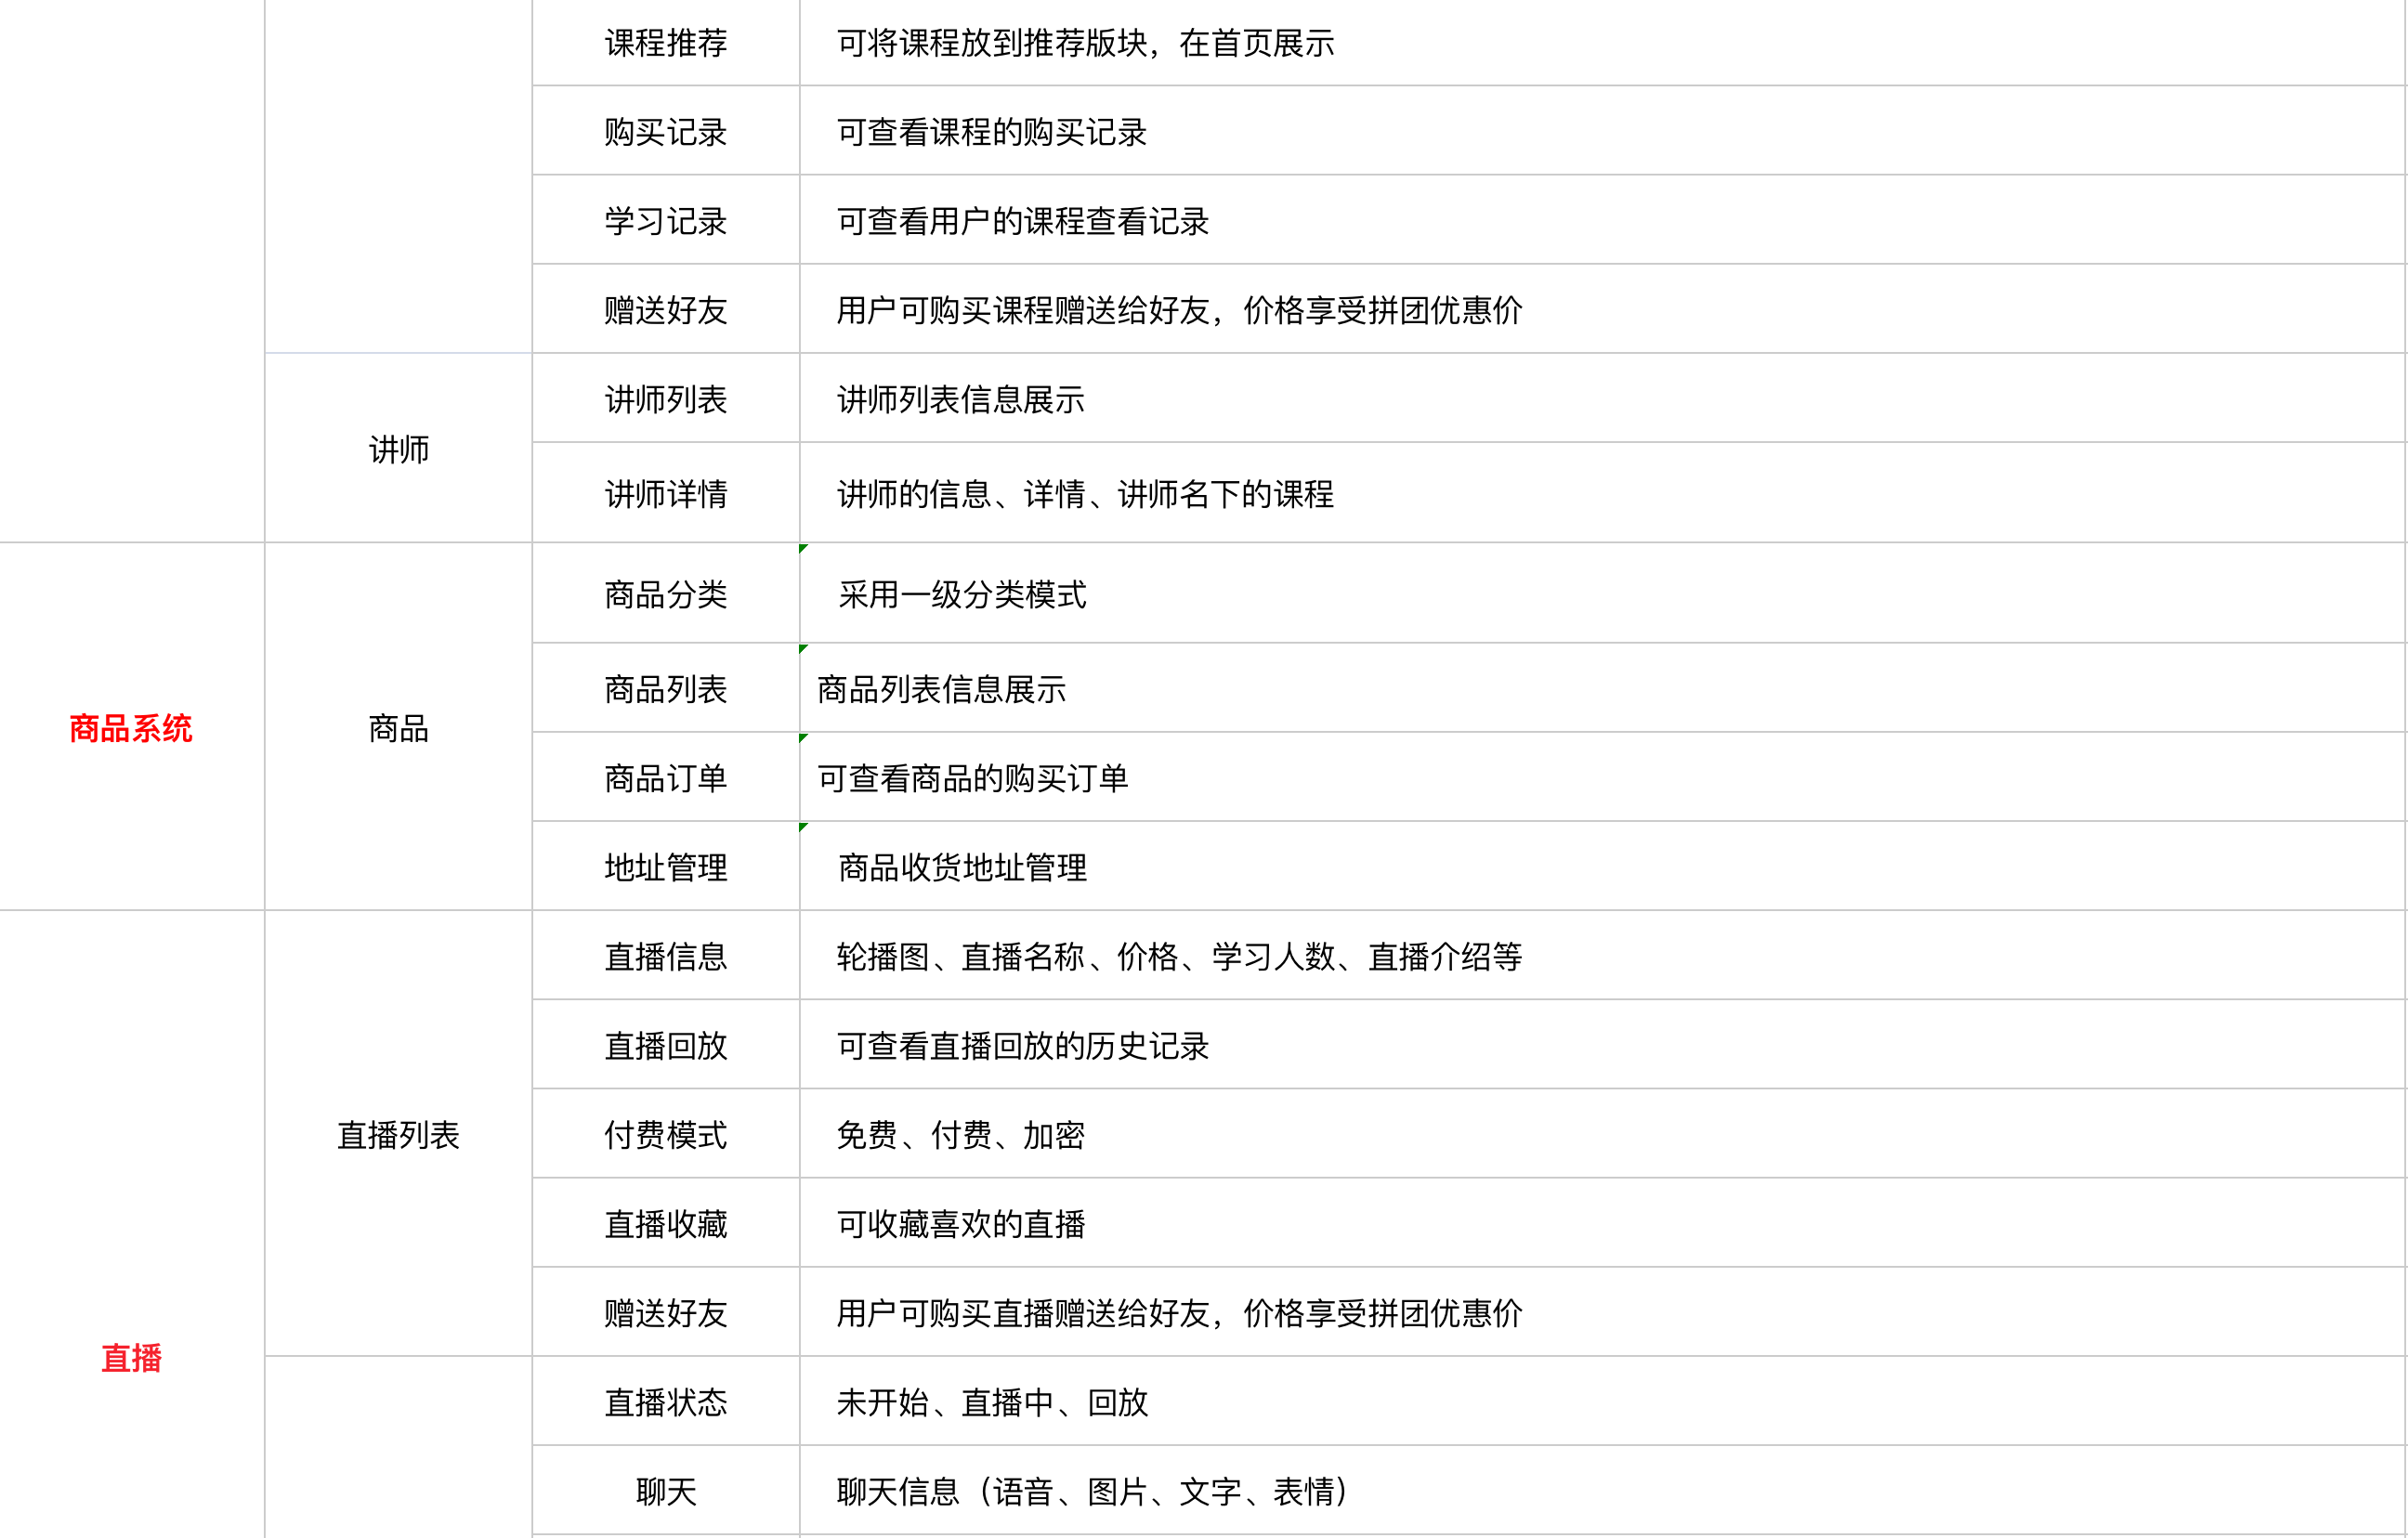 课程推荐 可将课程放到推荐版块，在首页展示
购买记录 可查看课程的购买记录
学习记录 可查看用户的课程查看记录
赠送好友 用户可购买课程赠送给好友，价格享受拼团优惠价
讲师
讲师列表 讲师列表信息展示
讲师详情 讲师的信息、详情、讲师名下的课程
商品系统
商品
商品分类 采用一级分类模式
商品列表 商品列表信息展示
商品订单 可查看商品的购买订单
地址管理 商品收货地址管理
直播
直播列表
直播信息 轮播图、直播名称、价格、学习人数、直播介绍等
直播回放 可查看直播回放的历史记录
付费模式 免费、付费、加密
直播收藏 可收藏喜欢的直播
赠送好友 用户可购买直播赠送给好友，价格享受拼团优惠价
直播状态 未开始、直播中、回放
聊天 聊天信息（语音、图片、文字、表情）